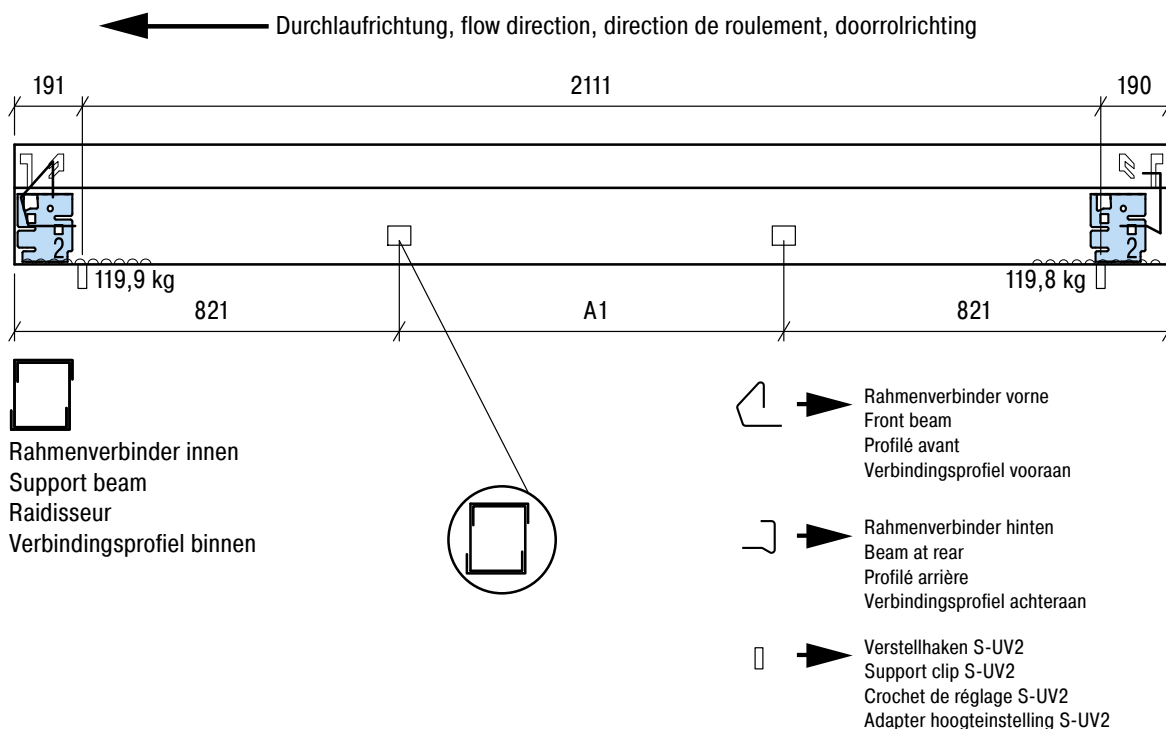 Durchlaufrichtung, flow direction, direction de roulement, doorrolrichting
191
2111
190
2
2
119,9 kg
119,8 kg
821
A1
821
Rahmenverbinder innen
Support beam
Raidisseur
Verbindingsprofiel binnen
Rahmenverbinder vorne
Front beam
Profilé avant
Verbindingsprofiel vooraan
Rahmenverbinder hinten
Beam at rear
Profilé arrière
Verbindingsprofiel achteraan
Verstellhaken S-UV2
Support clip S-UV2
Crochet de réglage S-UV2
Adapter hoogteinstelling S-UV2